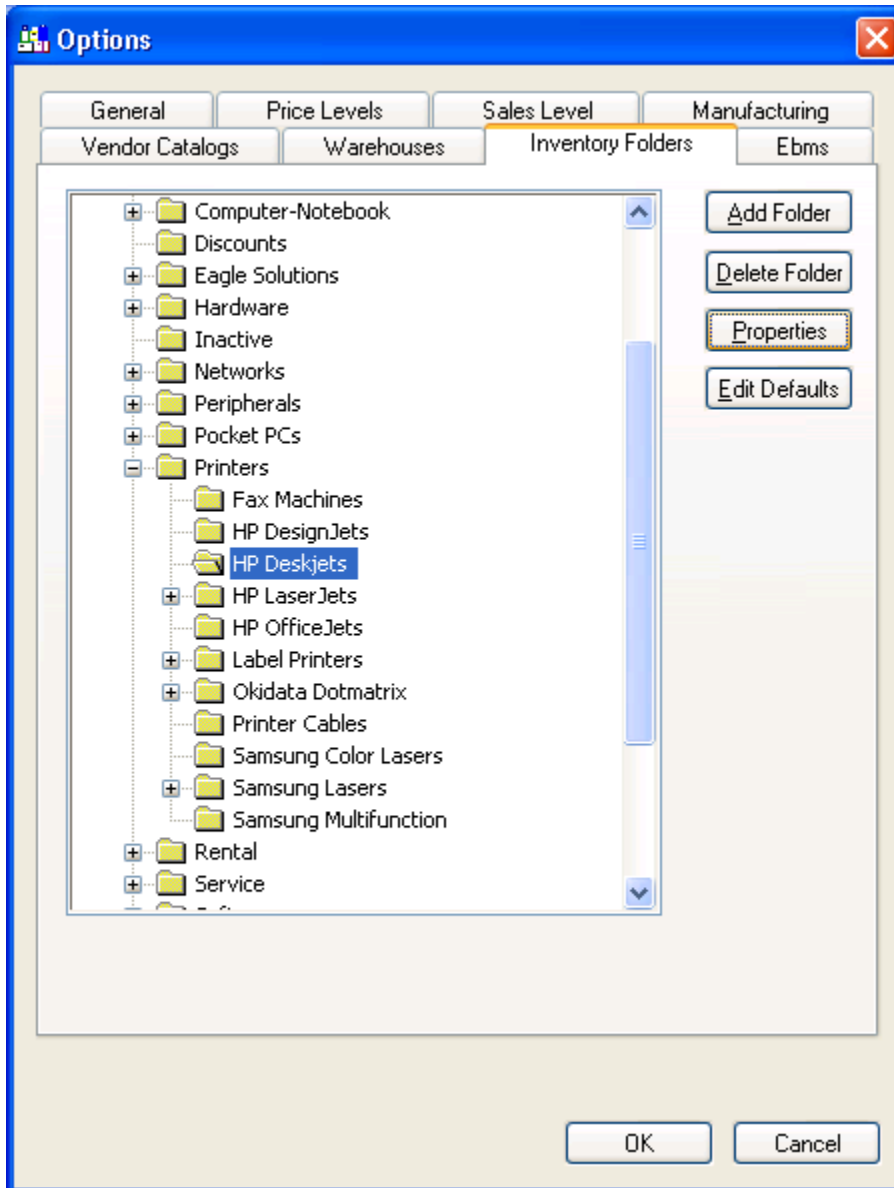 Options
General Price Levels Sales Level Manufacturing
Vendor Catalogs Warehouses Inventory Folders Ebms
Computer-Notebook
Discounts
Eagle Solutions
Hardware
Inactive
Networks
Peripherals
Pocket PCs
Printers
Fax Machines
HP DesignJets
HP Deskjets
HP LaserJets
HP OfficeJets
Label Printers
Okidata Dotmatrix
Printer Cables
Samsung Color Lasers
Samsung Lasers
Samsung Multifunction
Rental
Service
Add Folder
Delete Folder
Properties
Edit Defaults
OK Cancel